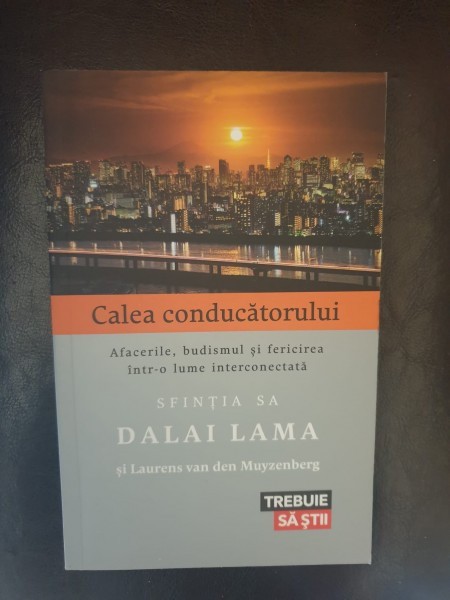 Calea conducătorului
Afacerile, budismul și fericirea
într-o lume interconectată
SFINȚIA SA
DALAI LAMA
și Laurens van den Muyzenberg
TREBUIE
SĂ ȘTII